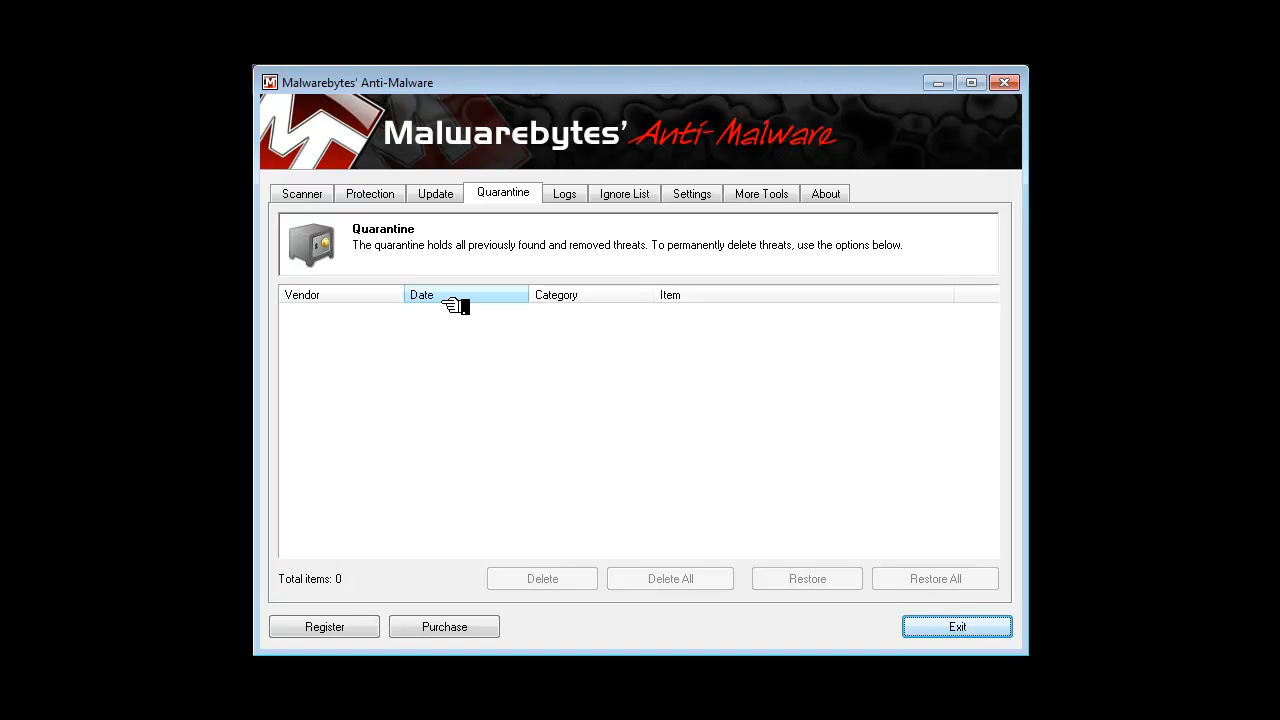 Malwarebytes' Anti-Malware
Malwarebytes' Anti-Malware
Scanner Protection Update Quarantine Logs Ignore List Settings More Tools About
Quarantine
The quarantine holds all previously found and removed threats. To permanently delete threats, use the options below.
Vendor Date Category Item
Total items: 0 Delete Delete All Restore Restore All
Register Purchase Exit